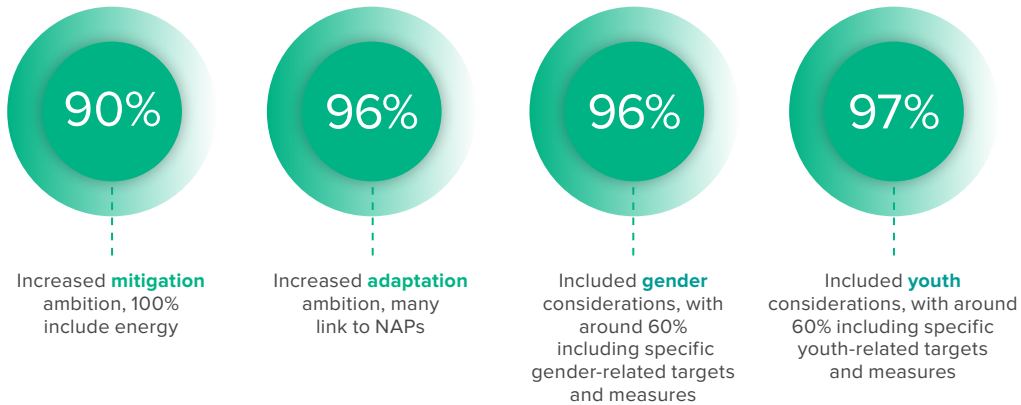 90%
Increased mitigation
ambition, 100%
include energy
96%
Increased adaptation
ambition, many
link to NAPs
96%
Included gender
considerations, with
around 60%
including specific
gender-related targets
and measures
97%
Included youth
considerations, with around
60% including specific
youth-related targets
and measures